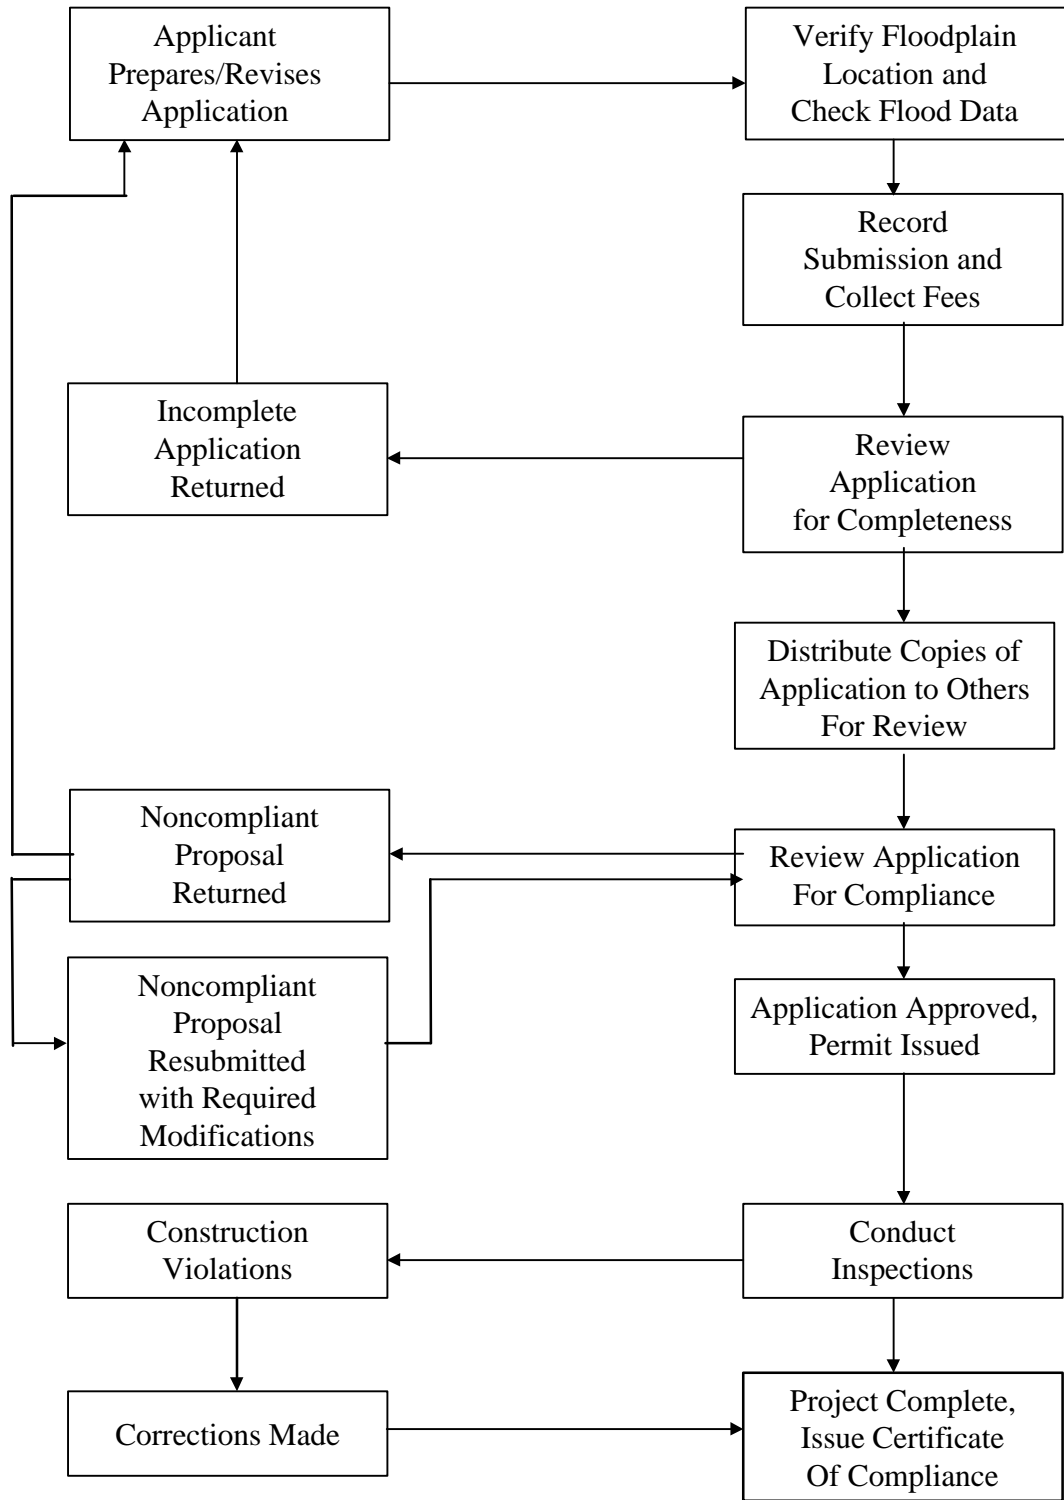 Applicant
Prepares/Revises
Application
Verify Floodplain
Location and
Check Flood Data
Record
Submission and
Collect Fees
Incomplete
Application
Returned
Review
Application
for Completeness
Distribute Copies of
Application to Others
For Review
Noncompliant
Proposal
Returned
Review Application
For Compliance
Noncompliant
Proposal
Resubmitted
with Required
Modifications
Application Approved,
Permit Issued
Construction
Violations
Conduct
Inspections
Corrections Made
Project Complete,
Issue Certificate
Of Compliance